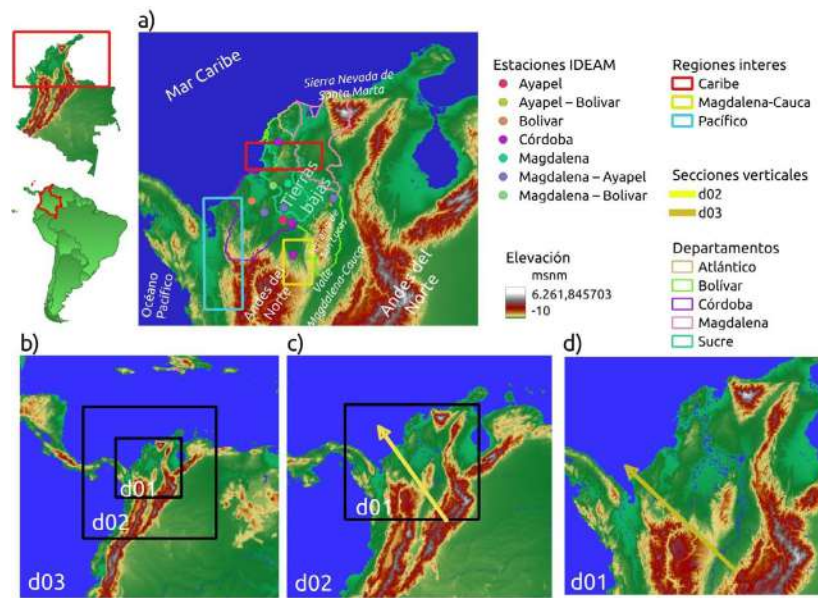 a)
Mar Caribe
Sierra Nevada de
Santa Marta
Tierras
bajas
Océano
Pacífico
Andes del
Norte
Valle
Magdalena-Cauca
Andes del
Norte
Estaciones IDEAM
Ayapel
Ayapel – Bolivar
Bolivar
Córdoba
Magdalena
Magdalena – Ayapel
Magdalena – Bolivar
Elevación
msnm
6.261,845703
-10
Regiones interes
Caribe
Magdalena-Cauca
Pacífico
Secciones verticales
d02
d03
Departamentos
Atlántico
Bolívar
Córdoba
Magdalena
Sucre
b)
d01
d02
d03
c)
d01
d02
d)
d01